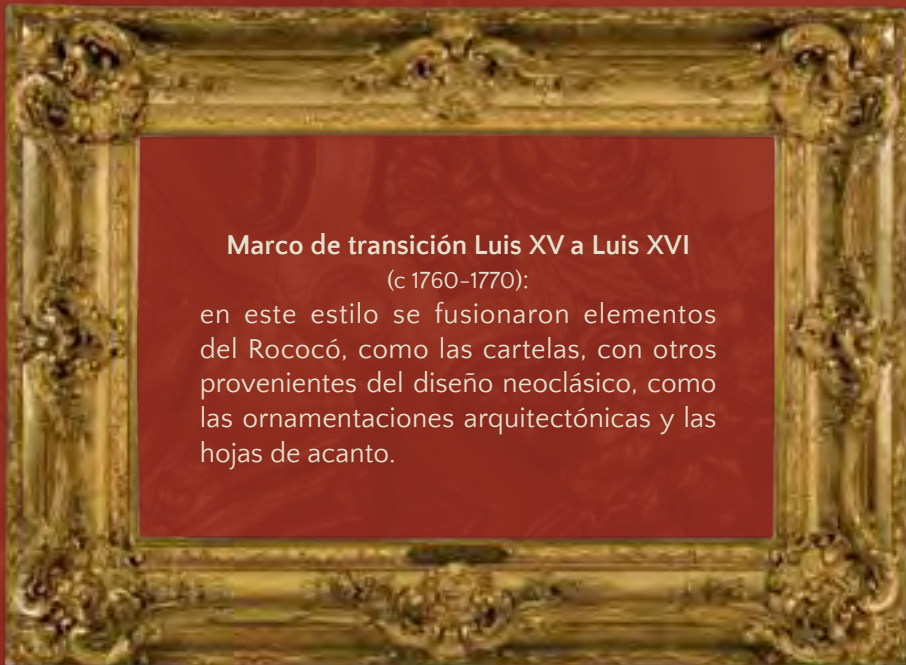 Marco de transición Luis XV a Luis XVI
(c 1760-1770):
en este estilo se fusionaron elementos
del Rococó, como las cartelas, con otros
provenientes del diseño neoclásico, como
las ornamentaciones arquitectónicas y las
hojas de acanto.